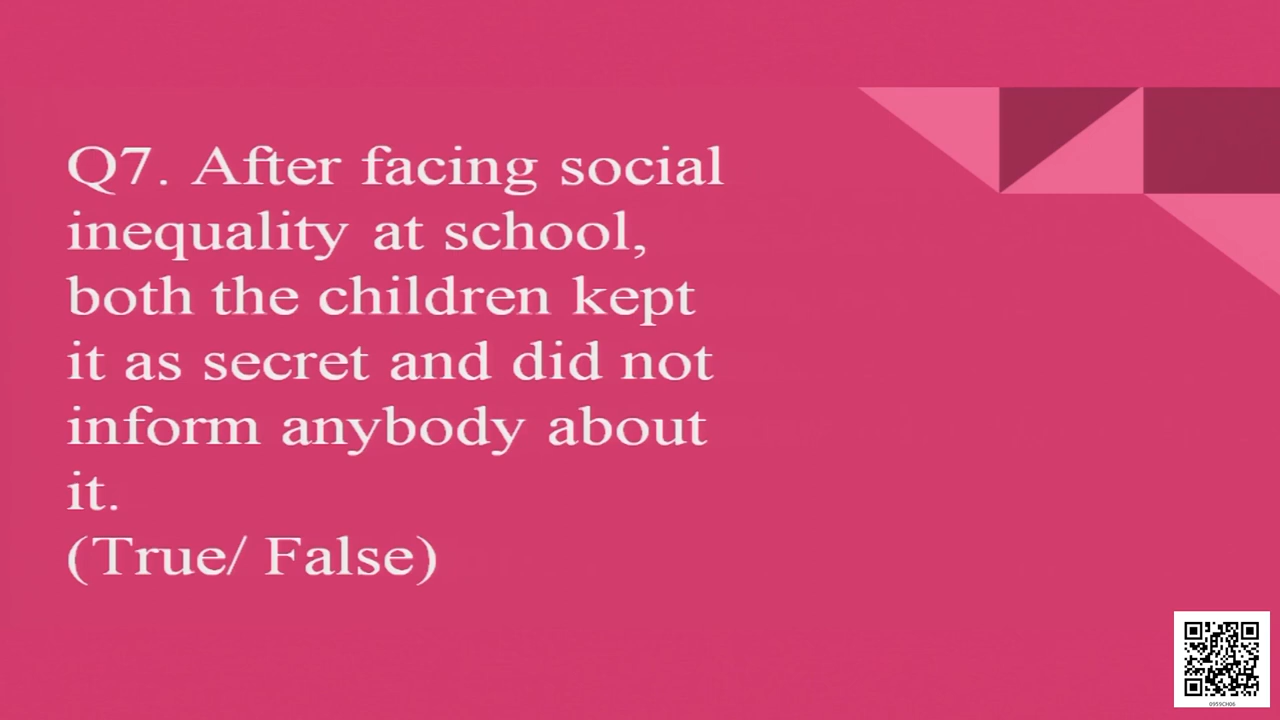 Q7. After facing social
inequality at school,
both the children kept
it as secret and did not
inform anybody about
it.
(True/ False)
0959CH06